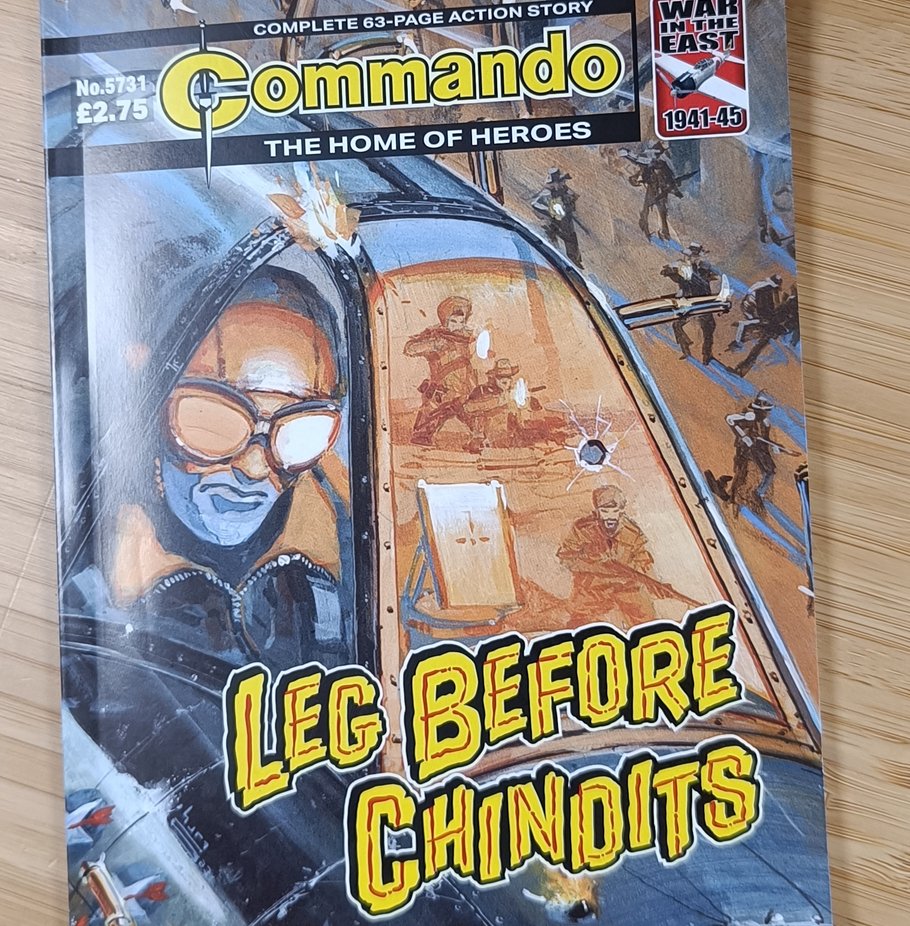 COMPLETE 63-PAGE ACTION STORY
No.5731
£2.75
Commando
THE HOME OF HEROES
WAR
IN THE
EAST
1941-45
LEG BEFORE
CHINDITS